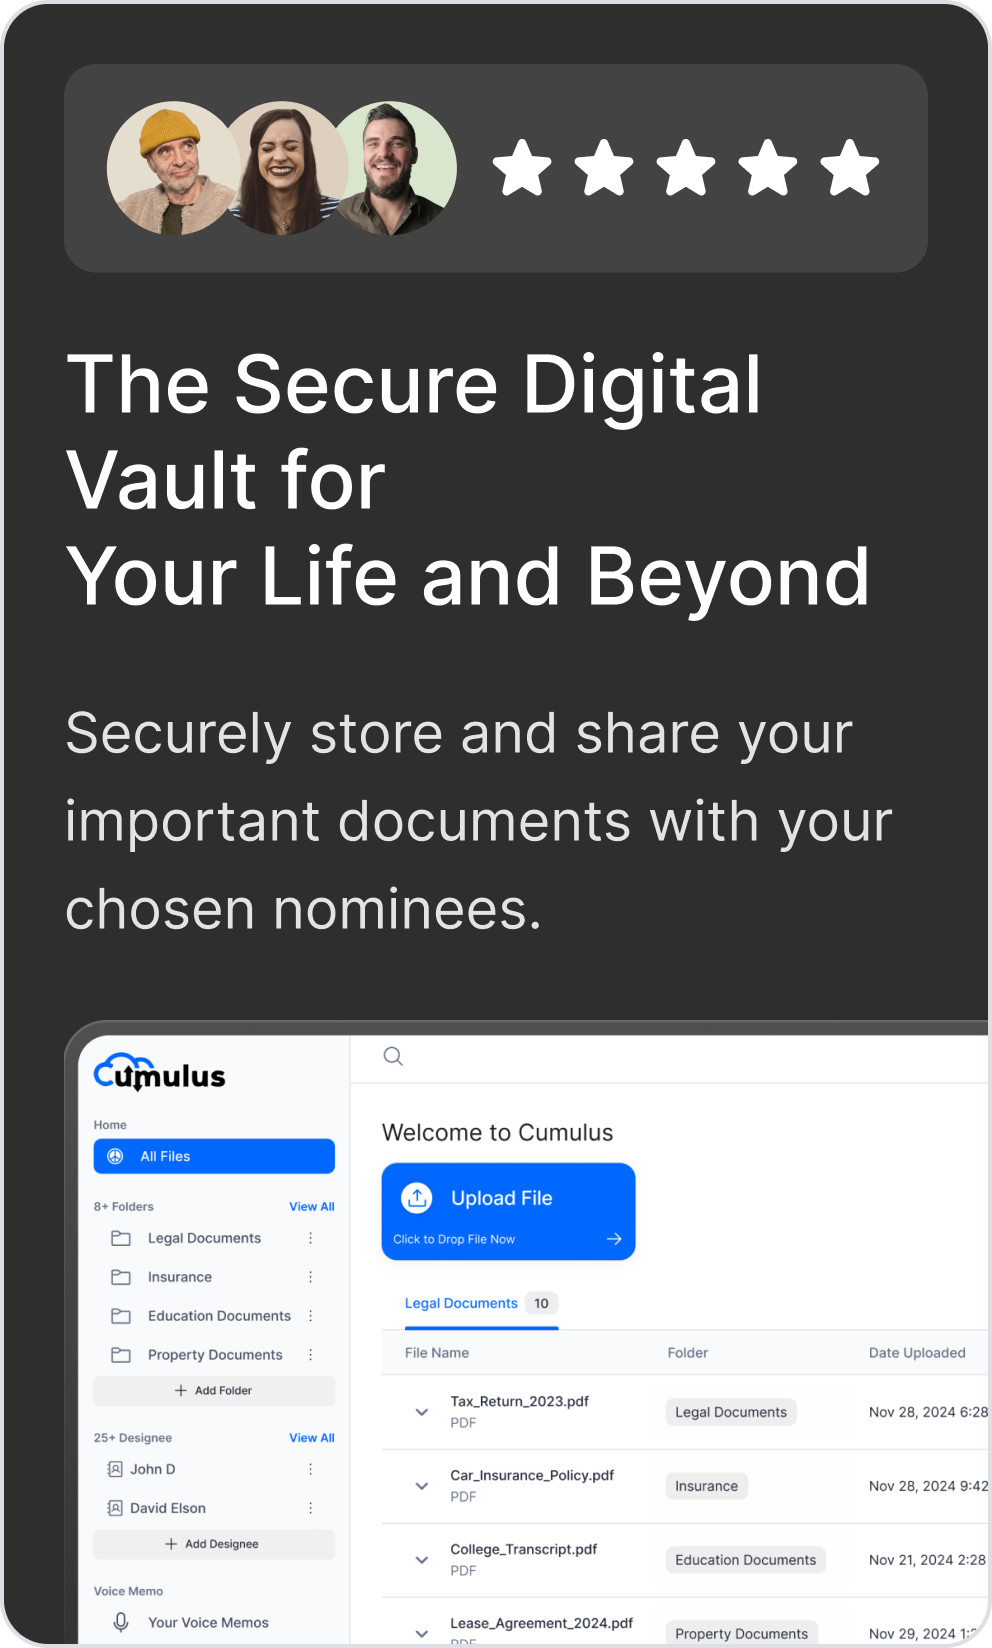 The Secure Digital
Vault for
Your Life and Beyond
Securely store and share your
important documents with your
chosen nominees.
Cumulus
Home
All Files
8+ Folders View All
Legal Documents
Insurance
Education Documents
Property Documents
+ Add Folder
25+ Designee View All
John D
David Elson
+ Add Designee
Voice Memo
Your Voice Memos
Welcome to Cumulus
Upload File
Click to Drop File Now
Legal Documents 10
File Name Folder Date Uploaded
Tax_Return_2023.pdf Legal Documents Nov 28, 2024 6:28
PDF
Car_Insurance_Policy.pdf Insurance Nov 28, 2024 9:42
PDF
College_Transcript.pdf Education Documents Nov 21, 2024 2:28
PDF
Lease_Agreement_2024.pdf Property Documents Nov 29, 2024
PDF